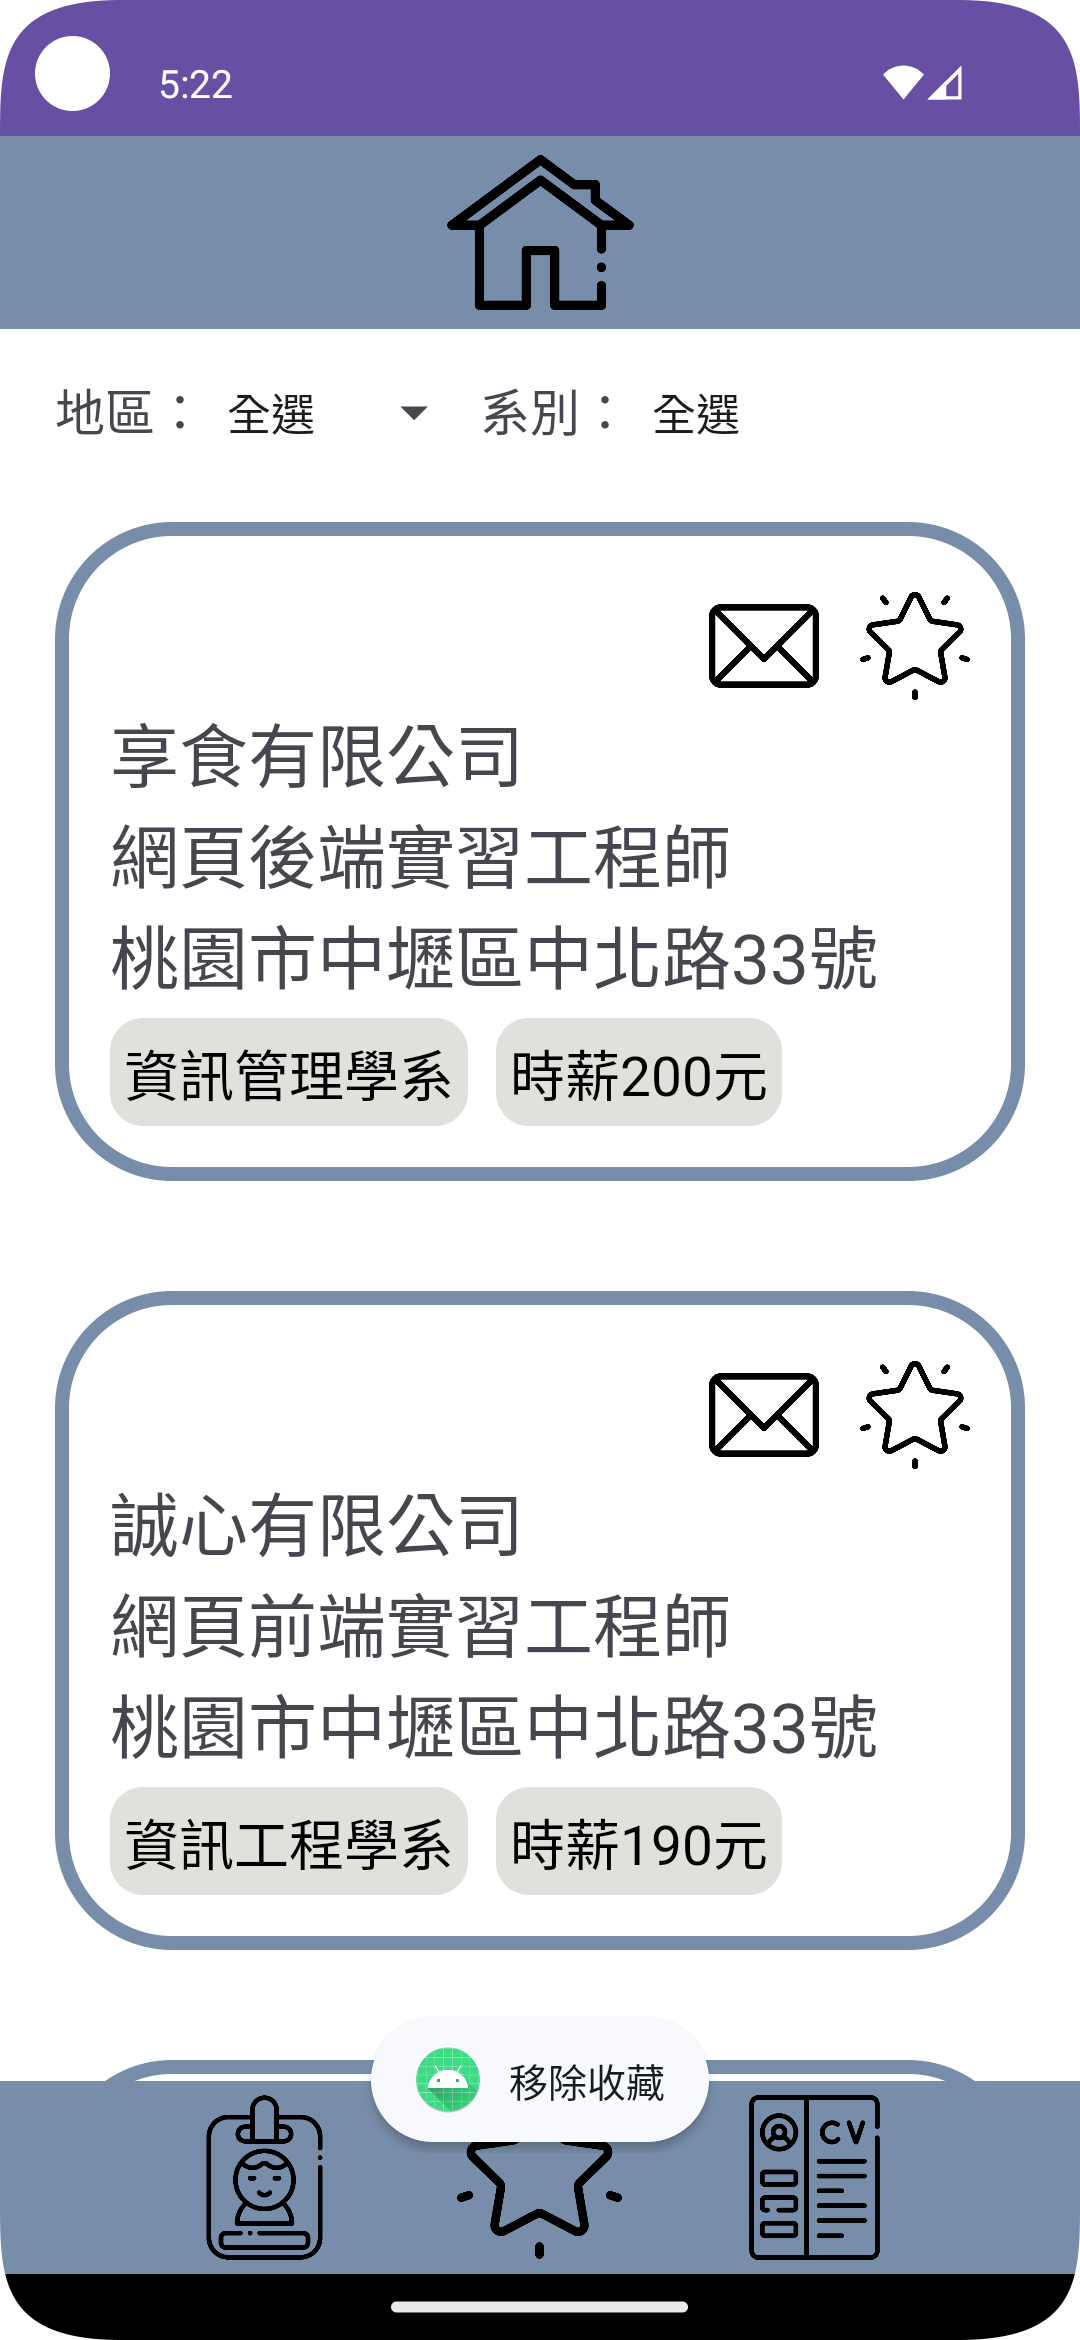 5:22
地區： 全選 系別： 全選
享食有限公司
網頁後端實習工程師
桃園市中壢區中北路33號
資訊管理學系 時薪200元
誠心有限公司
網頁前端實習工程師
桃園市中壢區中北路33號
資訊工程學系 時薪190元
移除收藏
CV